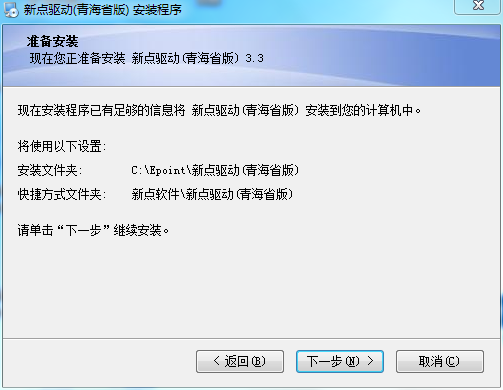 新点驱动(青海省版) 安装程序
准备安装
现在您正准备安装 新点驱动(青海省版) 3.3
现在安装程序已有足够的信息将 新点驱动(青海省版) 安装到您的计算机中。
将使用以下设置:
安装文件夹: C:\Epoint\新点驱动(青海省版)
快捷方式文件夹: 新点软件\新点驱动(青海省版)
请单击“下一步”继续安装。
< 返回(B) 下一步(N) > 取消(C)